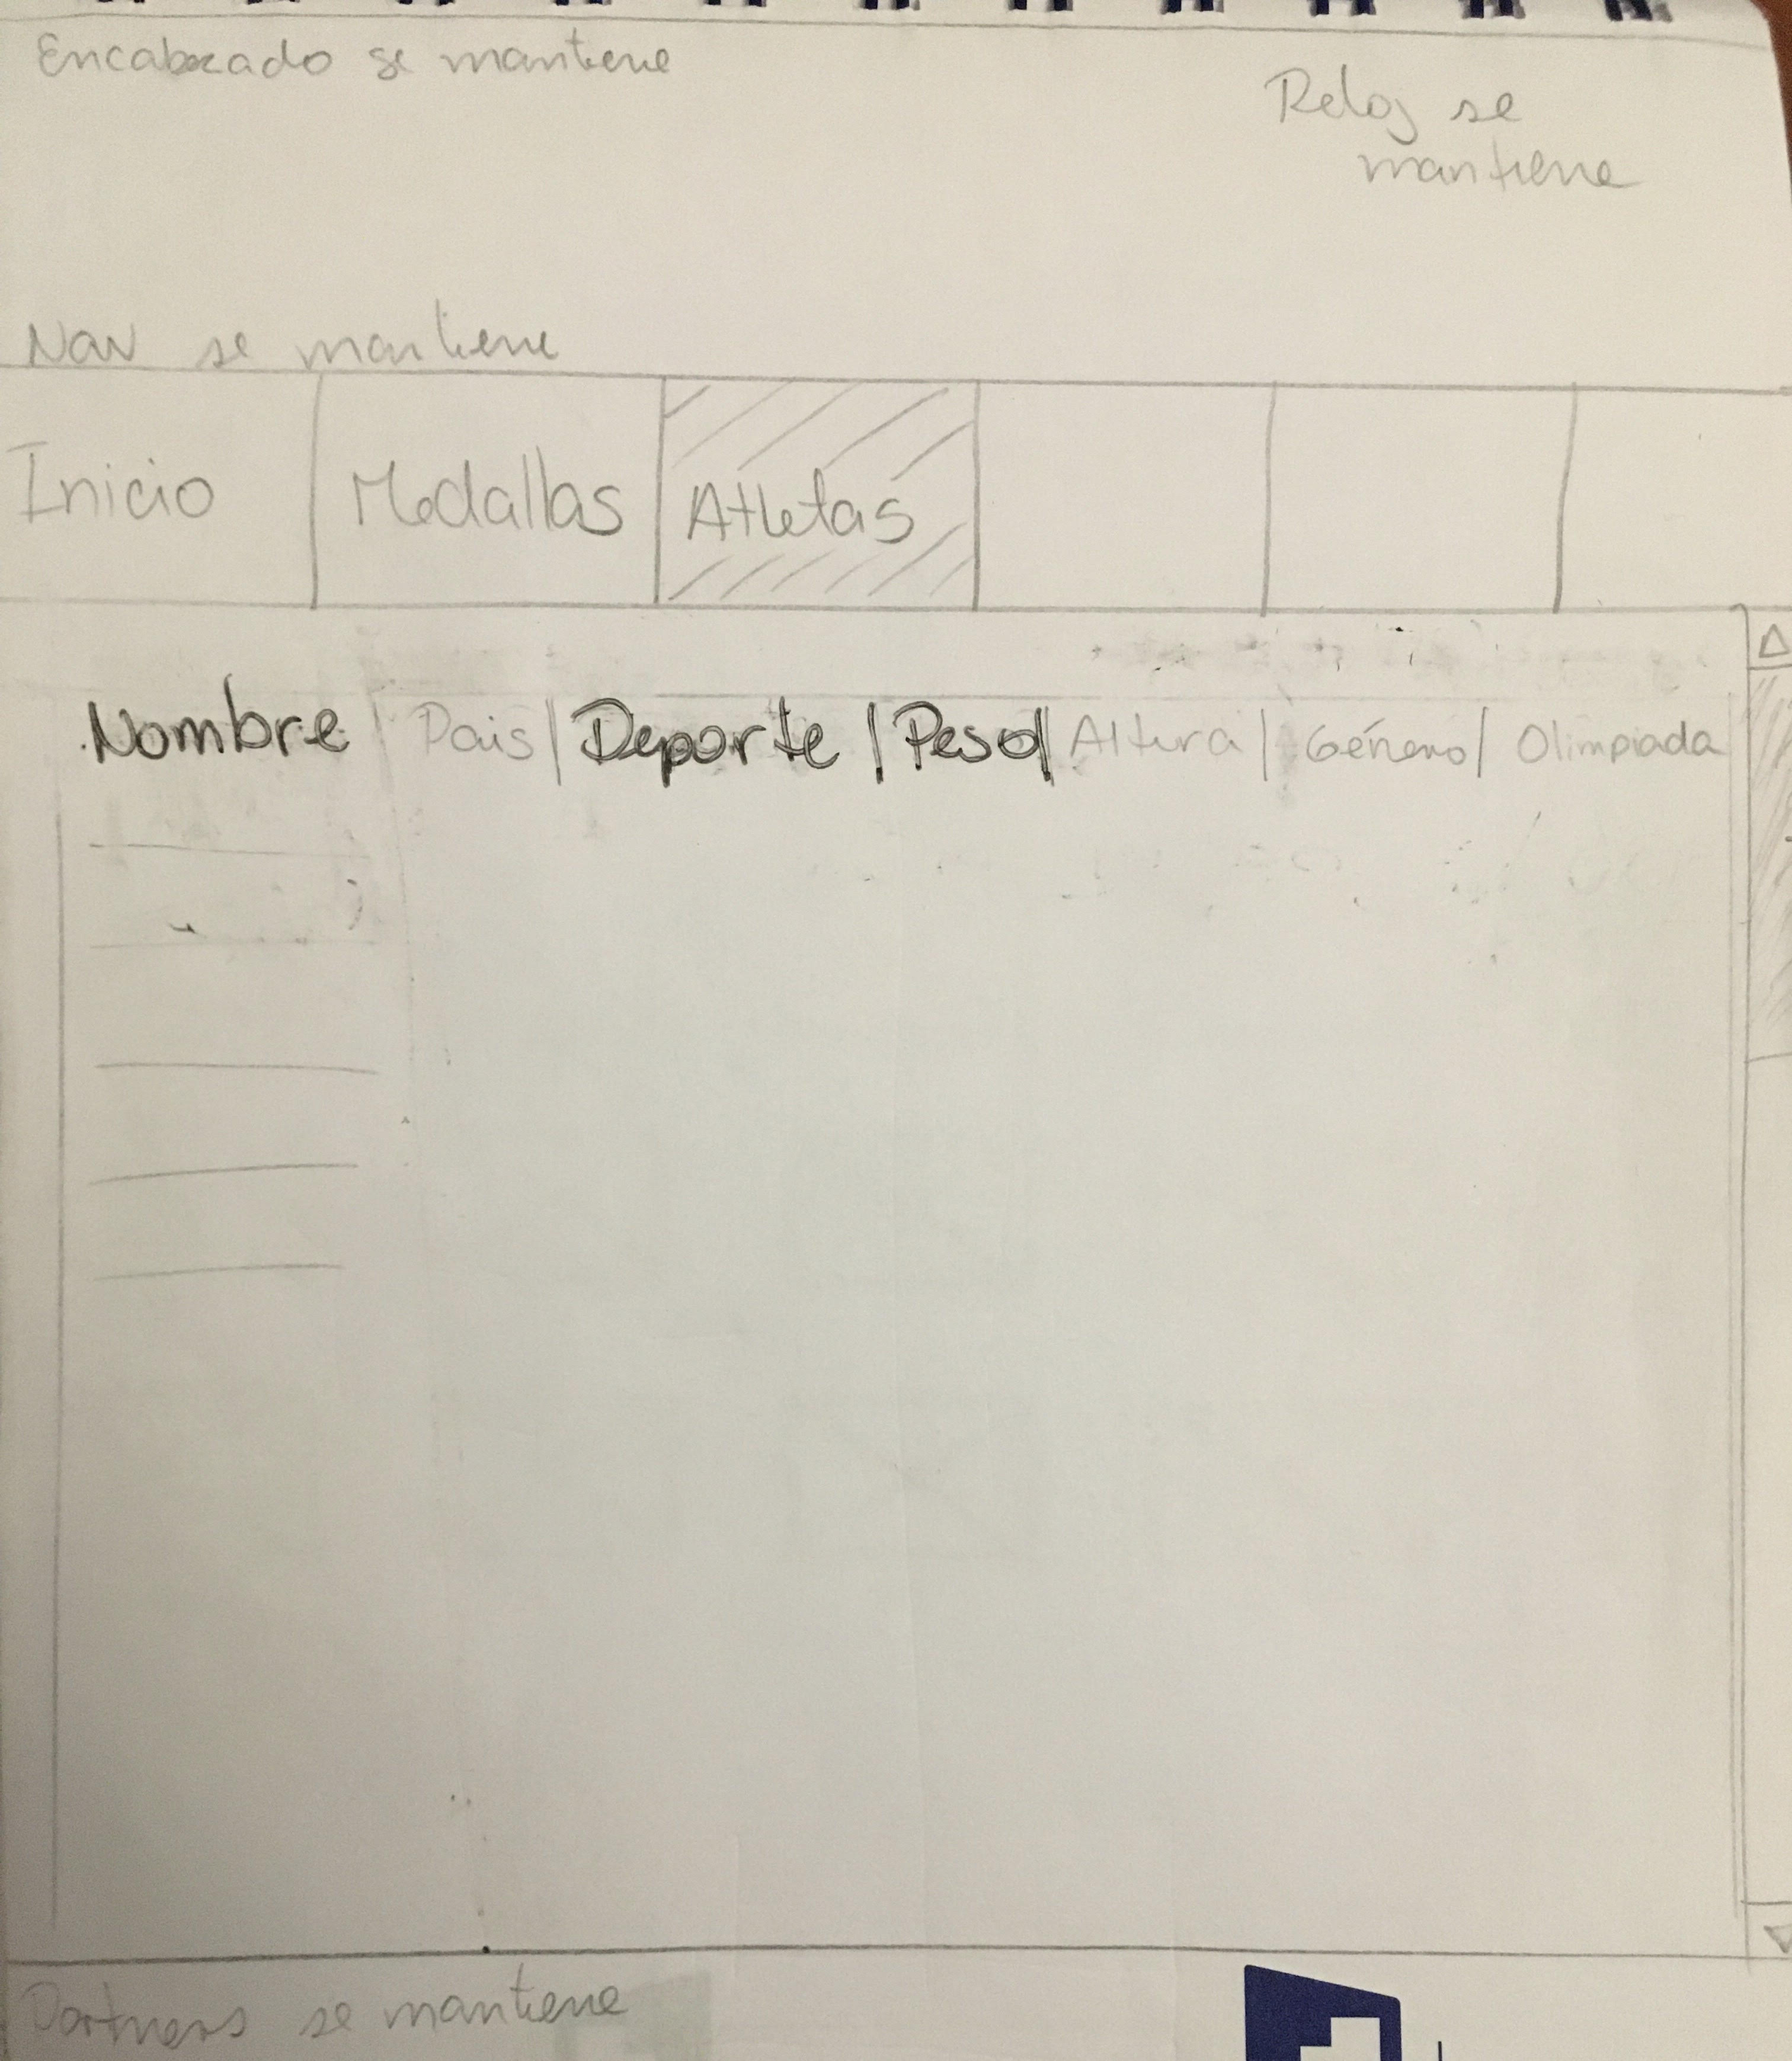 Encabezado se mantiene
Reloj se
mantiene
Nav se mantiene
Inicio | Medallas | Atletas
Nombre | Pais | Deporte | Peso | Altura | Género | Olimpiada
Partners se mantiene